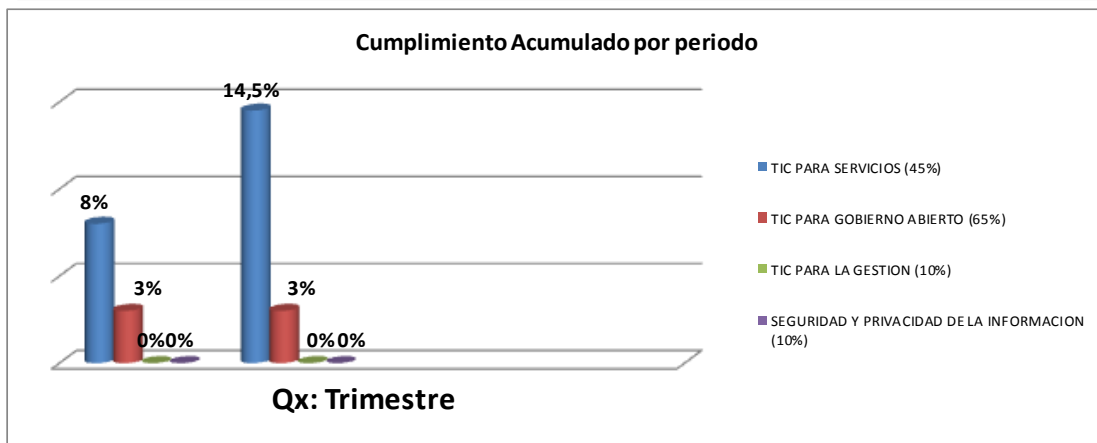 Cumplimiento Acumulado por periodo
14,5%
8%
3%
3%
0%0%
0%0%
Qx: Trimestre
TIC PARA SERVICIOS (45%)
TIC PARA GOBIERNO ABIERTO (65%)
TIC PARA LA GESTION (10%)
SEGURIDAD Y PRIVACIDAD DE LA INFORMACION
(10%)